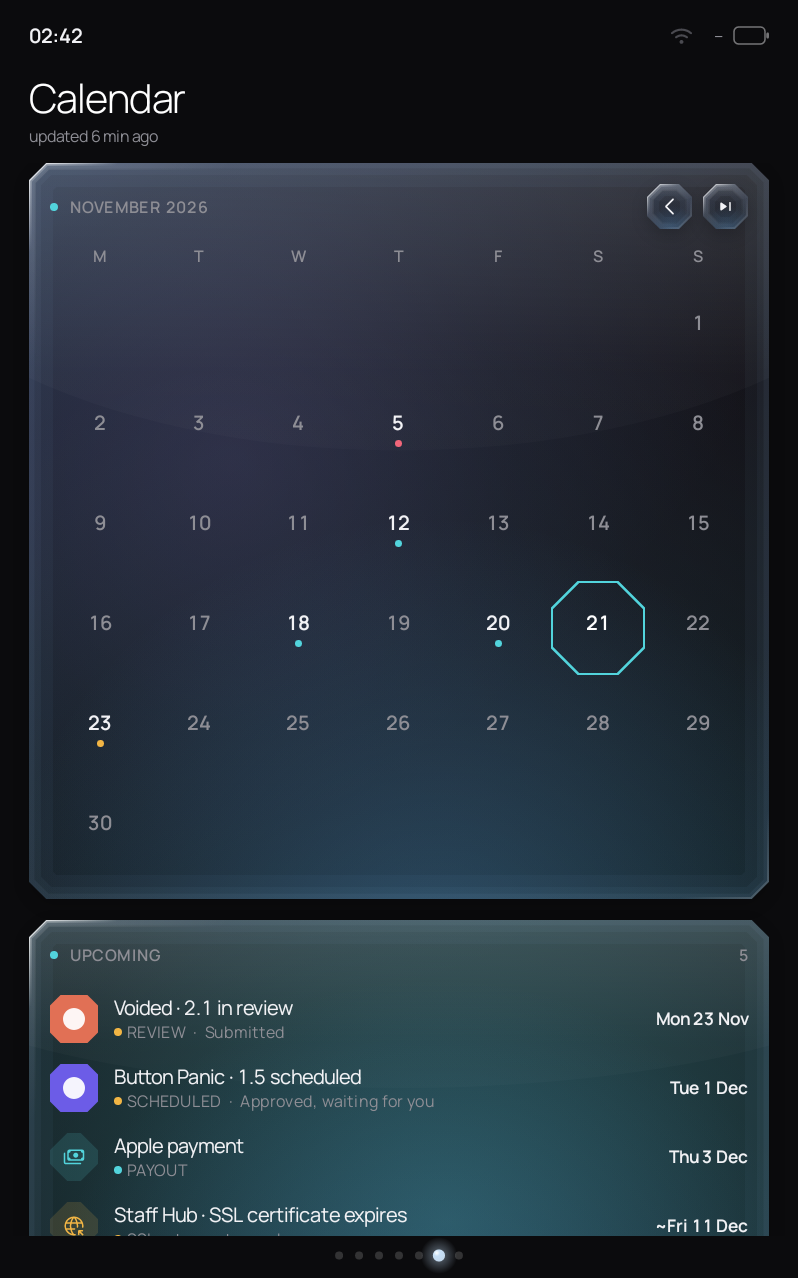 02:42
–
Calendar
updated 6 min ago
NOVEMBER 2026
M T W T F S S
1
2 3 4 5 6 7 8
9 10 11 12 13 14 15
16 17 18 19 20 21 22
23 24 25 26 27 28 29
30
UPCOMING 5
Voided · 2.1 in review
REVIEW · Submitted
Mon 23 Nov
Button Panic · 1.5 scheduled
SCHEDULED · Approved, waiting for you
Tue 1 Dec
Apple payment
PAYOUT
Thu 3 Dec
Staff Hub · SSL certificate expires
~Fri 11 Dec